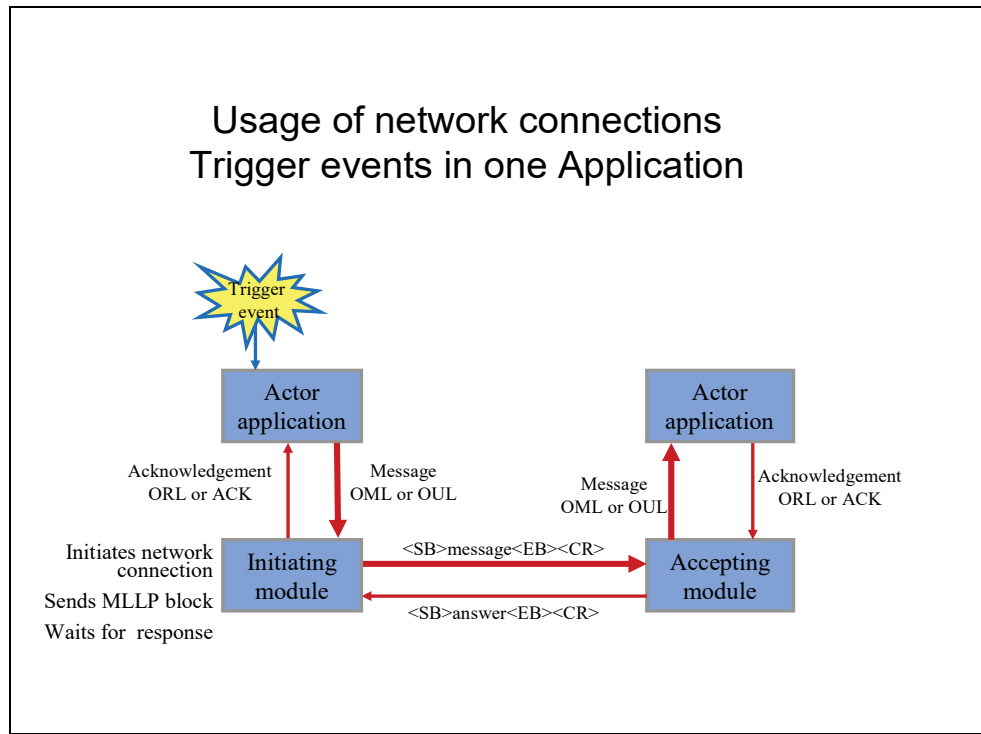 Usage of network connections
Trigger events in one Application
Trigger
event
Actor
application
Actor
application
Acknowledgement
ORL or ACK
Message
OML or OUL
Message
OML or OUL
Acknowledgement
ORL or ACK
Initiates network
connection
Sends MLLP block
Waits for response
Initiating
module
<SB>message<EB><CR>
<SB>answer<EB><CR>
Accepting
module